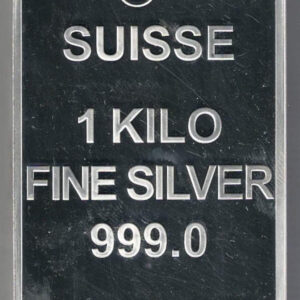 SUISSE
1 KILO
FINE SILVER
999.0